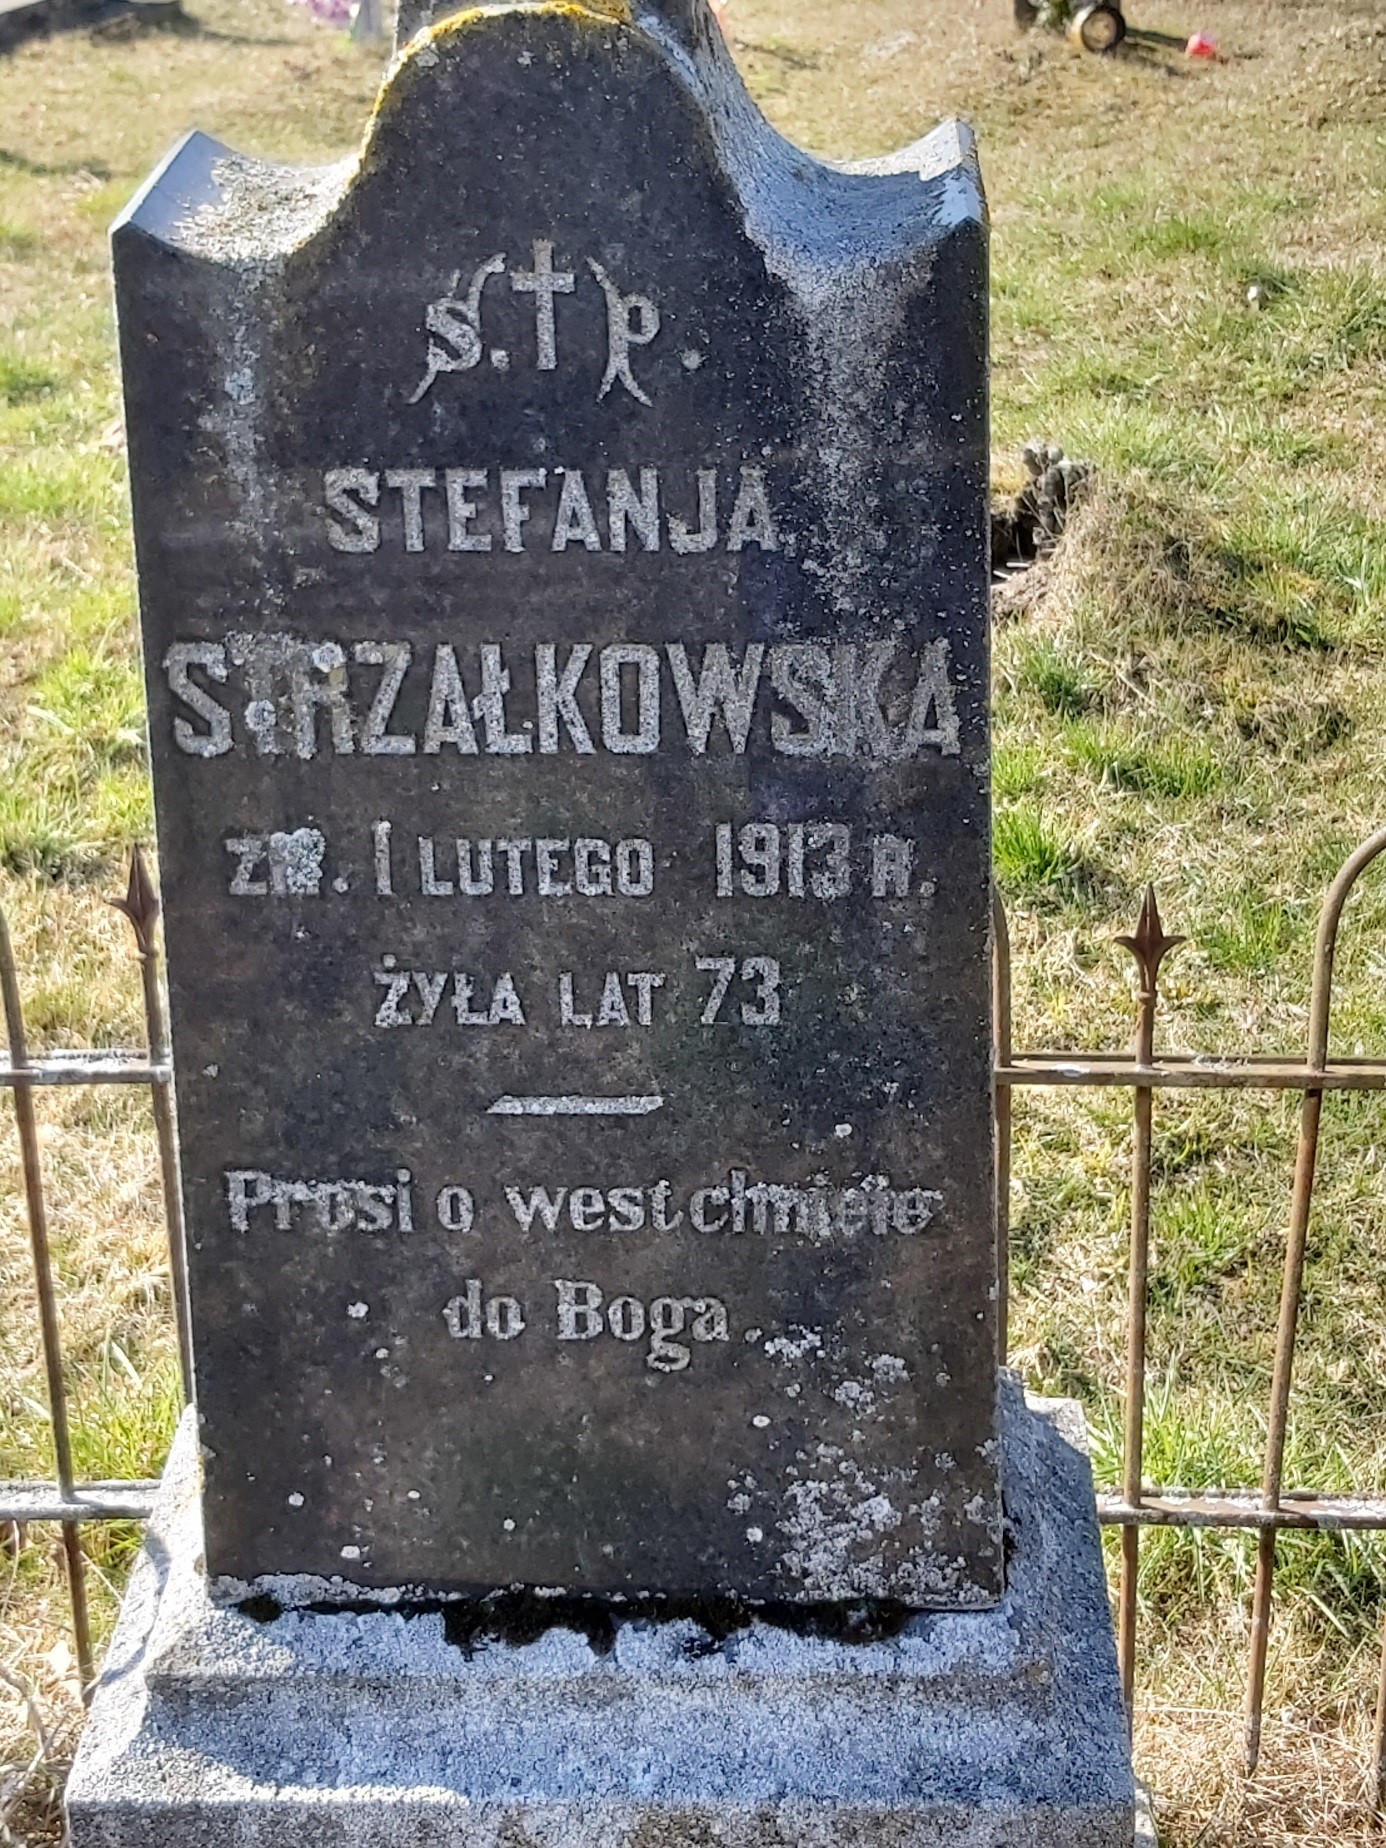 Ś. † P.
STEFANJA
STRZAŁKOWSKA
ZM. 1 LUTEGO 1913 R.
ŻYŁA LAT 73
Prosi o westchnięcie
do Boga.